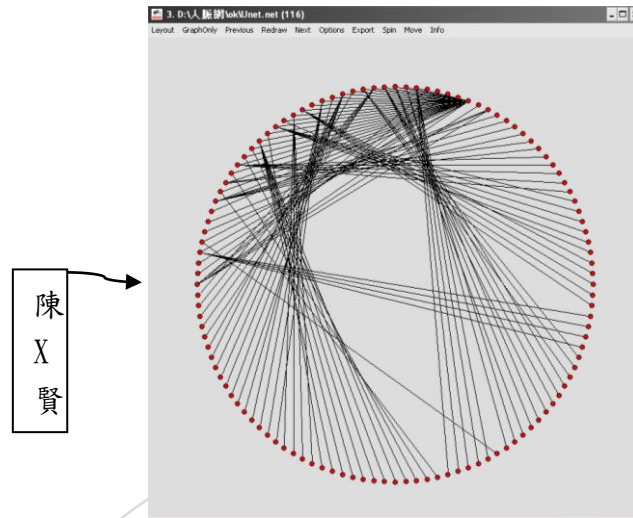 3. D:\人脈網\ok\Unet.net (116)
Layout GraphOnly Previous Redraw Next Options Export Spin Move Info
陳
X
賢